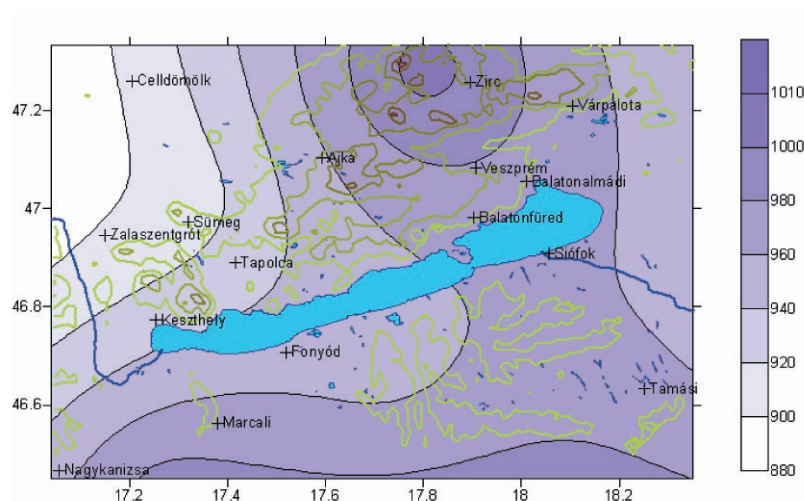 Celldömölk
Zirc
47.2
Várpalota
1010
Ajka
Veszprém
1000
Balatonalmádi
47
Sümeg
Balatonfüred
980
Zalaszentgrót
Siófok
Tapolca
960
46.8
Keszthely
940
Fonyód
920
Tamási
46.6
Marcali
900
Nagykanizsa
880
17.2 17.4 17.6 17.8 18 18.2